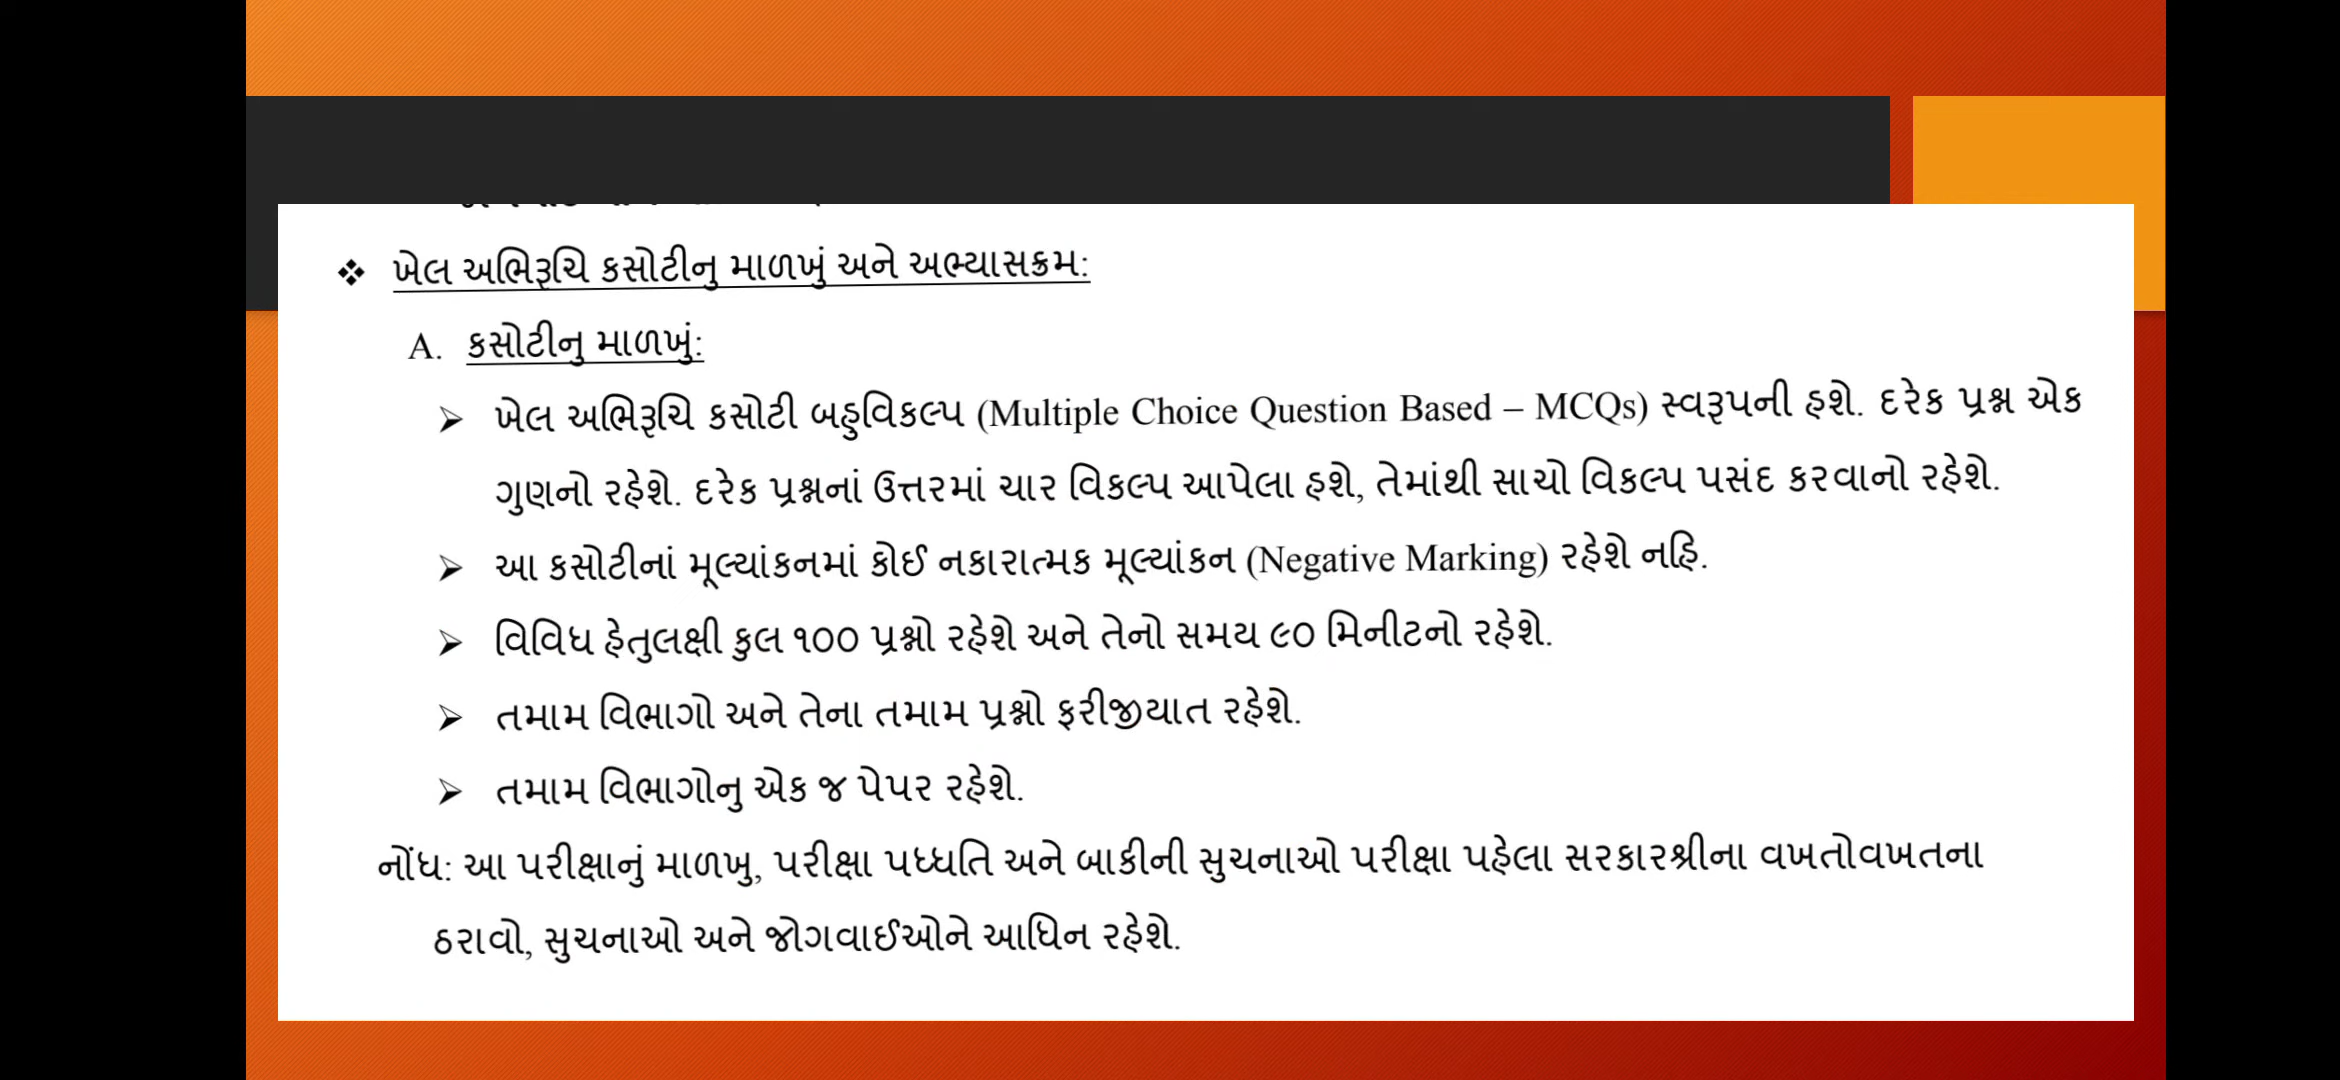 ❖ ખેલ અભિરૂચિ કસોટીનુ માળખું અને અભ્યાસક્રમ:
A. કસોટીનુ માળખું:
➢ ખેલ અભિરૂચિ કસોટી બહુવિકલ્પ (Multiple Choice Question Based – MCQs) સ્વરૂપની હશે. દરેક પ્રશ્ન એક
ગુણનો રહેશે. દરેક પ્રશ્નનાં ઉત્તરમાં ચાર વિકલ્પ આપેલા હશે, તેમાંથી સાચો વિકલ્પ પસંદ કરવાનો રહેશે.
➢ આ કસોટીનાં મૂલ્યાંકનમાં કોઈ નકારાત્મક મૂલ્યાંકન (Negative Marking) રહેશે નહિ.
➢ વિવિધ હેતુલક્ષી કુલ ૧૦૦ પ્રશ્નો રહેશે અને તેનો સમય ૯૦ મિનીટનો રહેશે.
➢ તમામ વિભાગો અને તેના તમામ પ્રશ્નો ફરીજીયાત રહેશે.
➢ તમામ વિભાગોનુ એક જ પેપર રહેશે.
નોંધ: આ પરીક્ષાનું માળખુ, પરીક્ષા પધ્ધતિ અને બાકીની સુચનાઓ પરીક્ષા પહેલા સરકારશ્રીના વખતોવખતના
ઠરાવો, સુચનાઓ અને જોગવાઈઓને આધિન રહેશે.